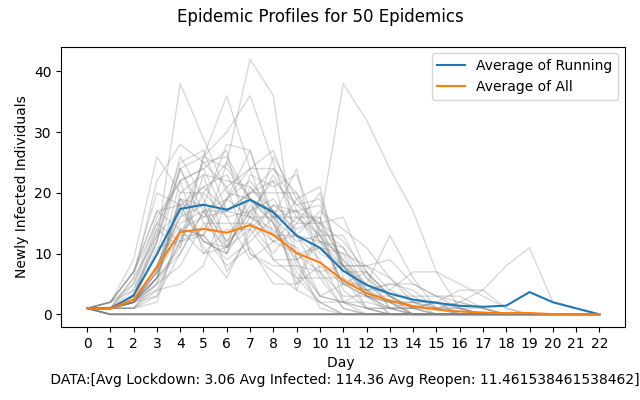 Epidemic Profiles for 50 Epidemics
Average of Running
Average of All
Newly Infected Individuals
40
30
20
10
0
0 1 2 3 4 5 6 7 8 9 10 11 12 13 14 15 16 17 18 19 20 21 22
Day
DATA:[Avg Lockdown: 3.06 Avg Infected: 114.36 Avg Reopen: 11.461538461538462]